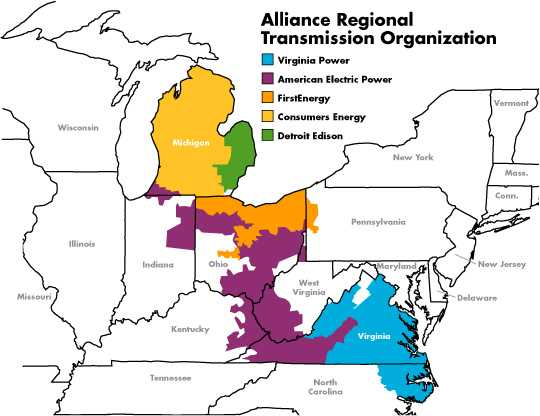 Alliance Regional
Transmission Organization
Virginia Power
American Electric Power
FirstEnergy
Consumers Energy
Detroit Edison
Vermont
Wisconsin
Michigan
New York
Mass.
Conn.
Pennsylvania
Illinois
Indiana
Ohio
Maryland
New Jersey
West
Virginia
Delaware
Missouri
Kentucky
Virginia
Tennessee
North
Carolina